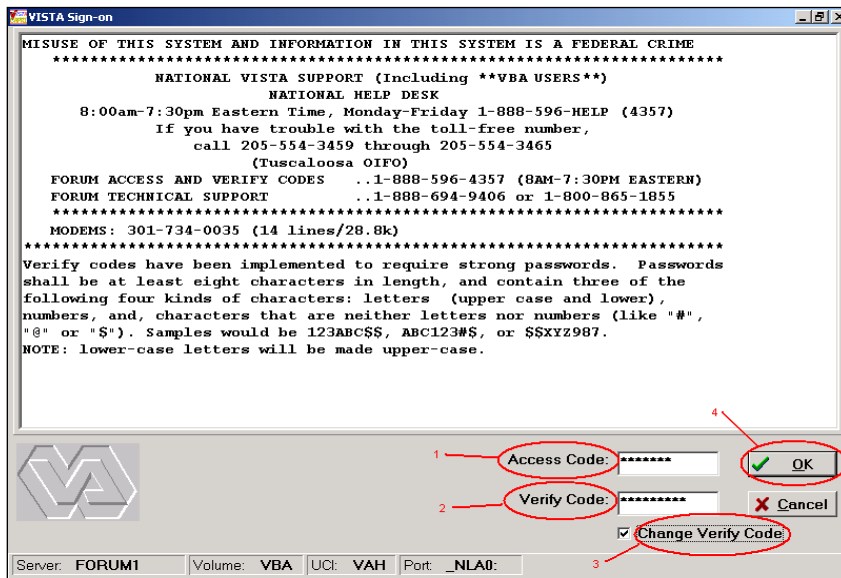 VISTA Sign-on
MISUSE OF THIS SYSTEM AND INFORMATION IN THIS SYSTEM IS A FEDERAL CRIME
**************************************************************************
NATIONAL VISTA SUPPORT (Including **VBA USERS**)
NATIONAL HELP DESK
8:00am-7:30pm Eastern Time, Monday-Friday 1-888-596-HELP (4357)
If you have trouble with the toll-free number,
call 205-554-3459 through 205-554-3465
(Tuscaloosa OIFO)
FORUM ACCESS AND VERIFY CODES ..1-888-596-4357 (8AM-7:30PM EASTERN)
FORUM TECHNICAL SUPPORT ..1-888-694-9406 or 1-800-865-1855
**************************************************************************
MODEMS: 301-734-0035 (14 lines/28.8k)
**************************************************************************
Verify codes have been implemented to require strong passwords. Passwords
shall be at least eight characters in length, and contain three of the
following four kinds of characters: letters (upper case and lower),
numbers, and, characters that are neither letters nor numbers (like "#",
"@" or "$"). Samples would be 123ABC$$, ABC123#$, or $$XYZ987.
NOTE: lower-case letters will be made upper-case.
4
1 Access Code: ******* OK
2 Verify Code: ********* Cancel
Change Verify Code
3
Server: FORUM1 Volume: VBA UCI: VAH Port: _NLA0: